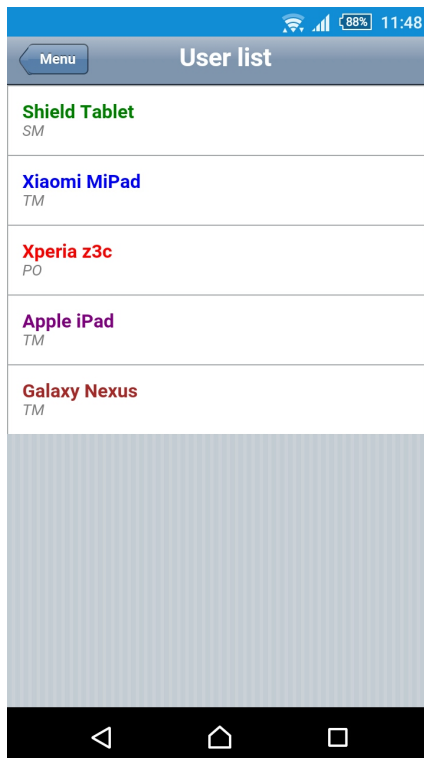 88% 11:48
Menu User list
Shield Tablet
SM
Xiaomi MiPad
TM
Xperia z3c
PO
Apple iPad
TM
Galaxy Nexus
TM